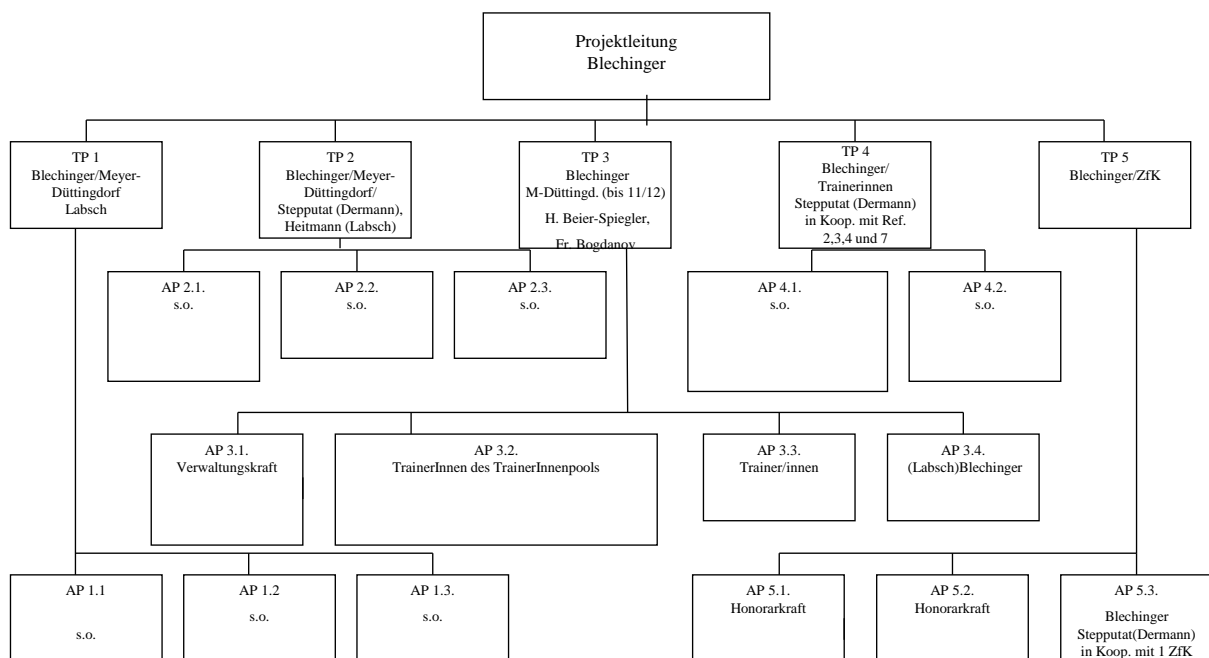 Projektleitung
Blechinger
TP 1
Blechinger/Meyer-
Düttingdorf
Labsch
TP 2
Blechinger/Meyer-
Düttingdorf/
Stepputat (Dermann),
Heitmann (Labsch)
TP 3
Blechinger
M-Düttingd. (bis 11/12)
H. Beier-Spiegler,
Fr. Bogdanov
TP 4
Blechinger/
Trainerinnen
Stepputat (Dermann)
in Koop. mit Ref.
2,3,4 und 7
TP 5
Blechinger/ZfK
AP 2.1.
s.o.
AP 2.2.
s.o.
AP 2.3.
s.o.
AP 4.1.
s.o.
AP 4.2.
s.o.
AP 3.1.
Verwaltungskraft
AP 3.2.
TrainerInnen des TrainerInnenpools
AP 3.3.
Trainer/innen
AP 3.4.
(Labsch)Blechinger
AP 1.1
s.o.
AP 1.2
s.o.
AP 1.3.
s.o.
AP 5.1.
Honorarkraft
AP 5.2.
Honorarkraft
AP 5.3.
Blechinger
Stepputat(Dermann)
in Koop. mit 1 ZfK